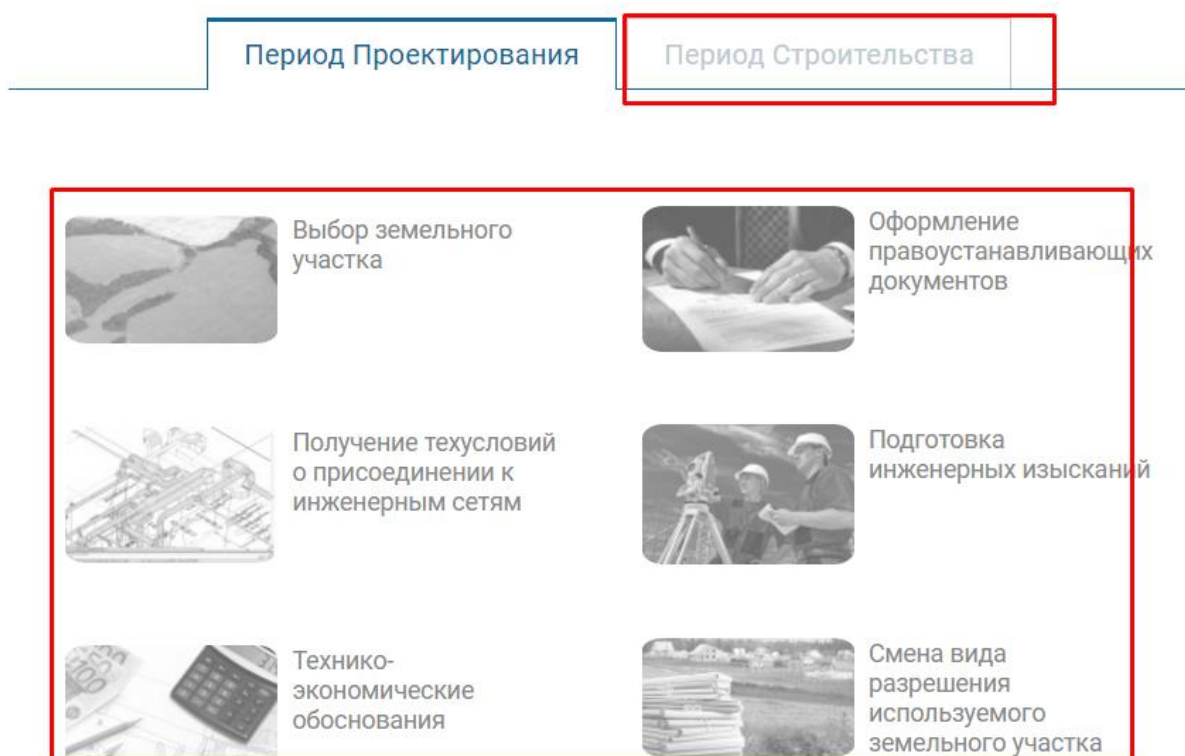 Период Проектирования
Период Строительства
Выбор земельного
участка
Оформление
правоустанавливающих
документов
Получение техусловий
о присоединении к
инженерным сетям
Подготовка
инженерных изысканий
Технико-
экономические
обоснования
Смена вида
разрешения
используемого
земельного участка